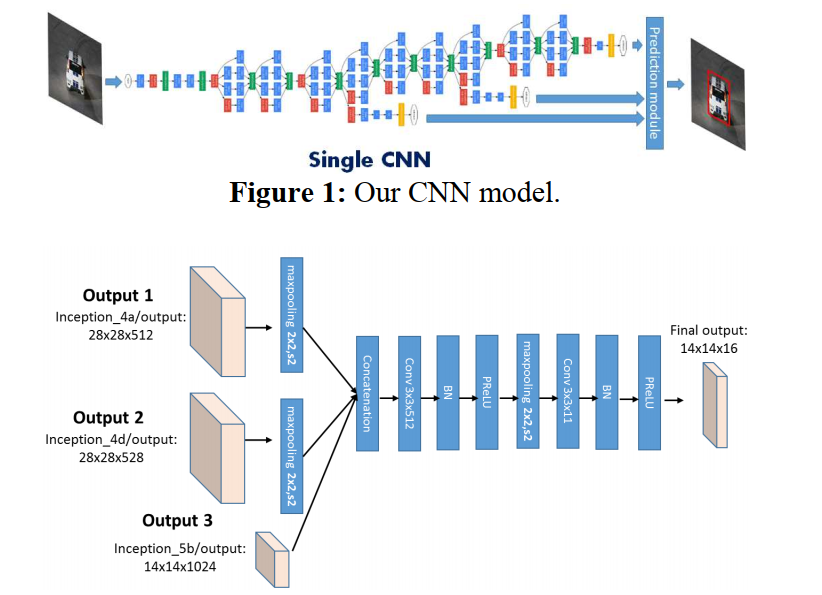 Prediction module
Single CNN
Figure 1: Our CNN model.
Output 1
Inception_4a/output:
28x28x512
maxpooling 2x2,s2
Output 2
Inception_4d/output:
28x28x528
maxpooling 2x2,s2
Output 3
Inception_5b/output:
14x14x1024
Concatenation
Conv 3x3x512
BN
PReLU
maxpooling 2x2,s2
Conv 3x3x11
BN
PReLU
Final output:
14x14x16